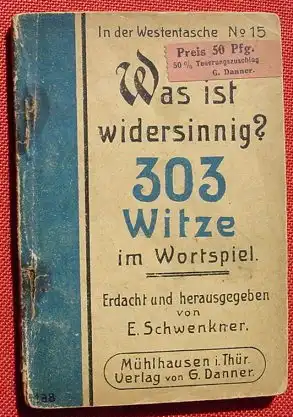 In der Westentasche No 15
Preis 50 Pfg.
50 % Teuerungszuschlag
G. Danner.
Was ist
widersinnig?
303
Witze
im Wortspiel.
Erdacht und herausgegeben
von
E. Schwenkner.
Mühlhausen i. Thür.
Verlag von G. Danner.